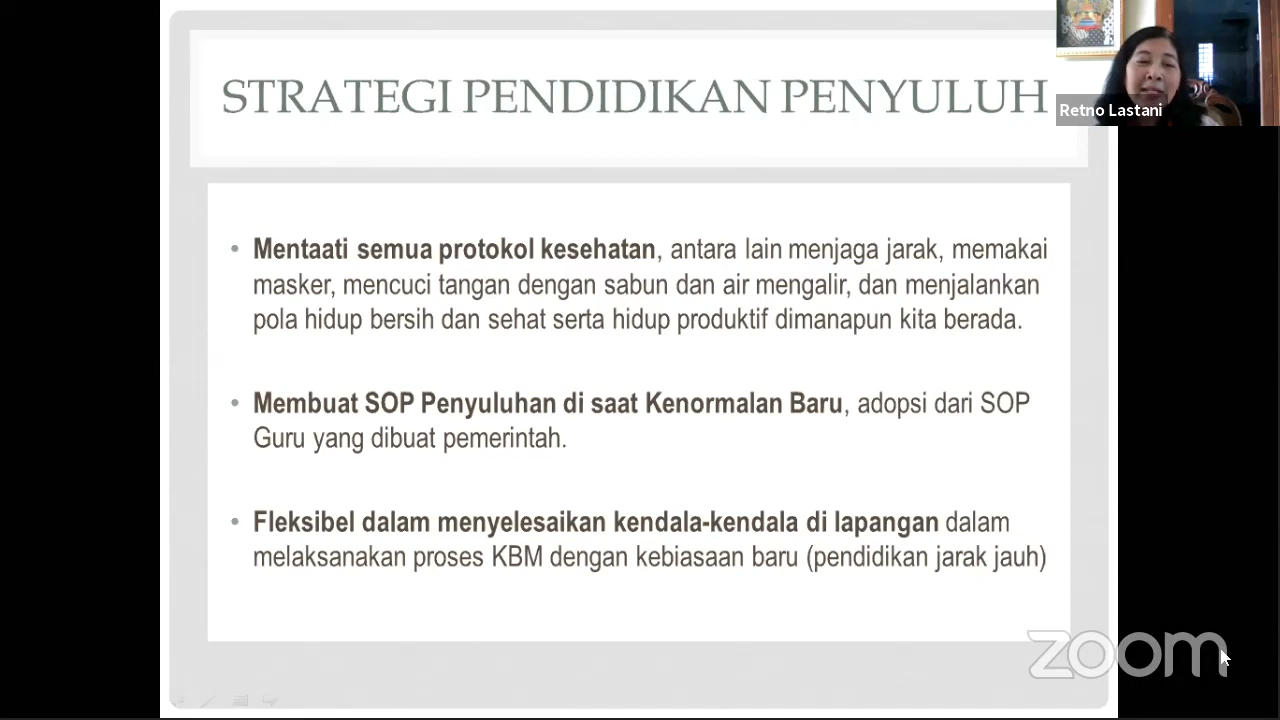 STRATEGI PENDIDIKAN PENYULUH
Retno Lastani
• Mentaati semua protokol kesehatan, antara lain menjaga jarak, memakai
masker, mencuci tangan dengan sabun dan air mengalir, dan menjalankan
pola hidup bersih dan sehat serta hidup produktif dimanapun kita berada.
• Membuat SOP Penyuluhan di saat Kenormalan Baru, adopsi dari SOP
Guru yang dibuat pemerintah.
• Fleksibel dalam menyelesaikan kendala-kendala di lapangan dalam
melaksanakan proses KBM dengan kebiasaan baru (pendidikan jarak jauh)
zoom